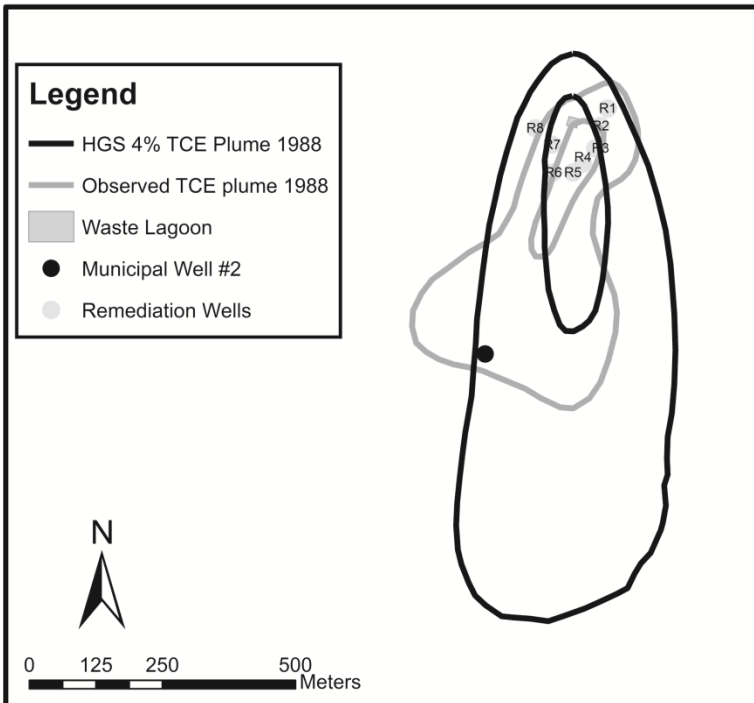 Legend
HGS 4% TCE Plume 1988
Observed TCE plume 1988
Waste Lagoon
Municipal Well #2
Remediation Wells
R1
R2
R8
R3
R7
R4
R6 R5
N
0 125 250 500
Meters